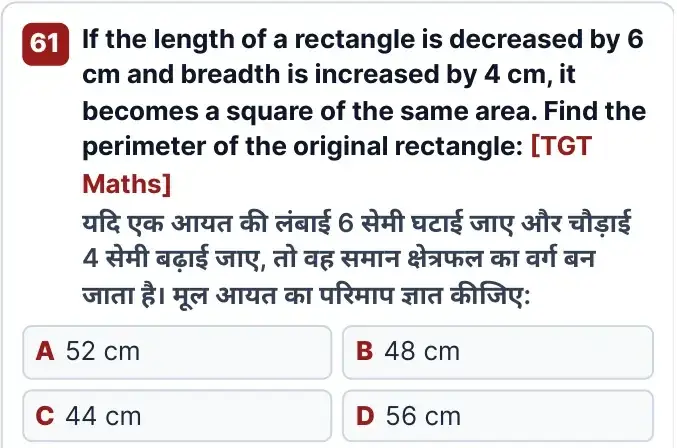 61 If the length of a rectangle is decreased by 6
cm and breadth is increased by 4 cm, it
becomes a square of the same area. Find the
perimeter of the original rectangle: [TGT
Maths]
यदि एक आयत की लंबाई 6 सेमी घटाई जाए और चौड़ाई
4 सेमी बढ़ाई जाए, तो वह समान क्षेत्रफल का वर्ग बन
जाता है। मूल आयत का परिमाप ज्ञात कीजिए:
A 52 cm
B 48 cm
C 44 cm
D 56 cm